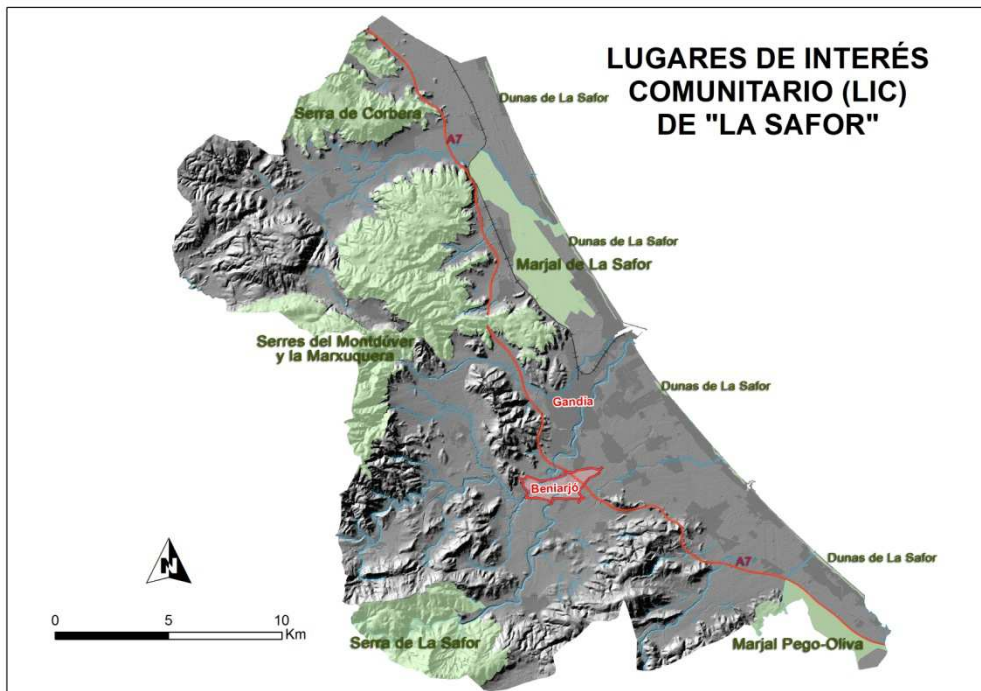 LUGARES DE INTERÉS
COMUNITARIO (LIC)
DE "LA SAFOR"
Dunas de La Safor
Serra de Corbera
A7
Dunas de La Safor
Marjal de La Safor
Serres del Montdúver
y la Marxuquera
Dunas de La Safor
Gandia
Beniarjó
N
Dunas de La Safor
A7
0 5 10
Km
Serra de La Safor
Marjal Pego-Oliva